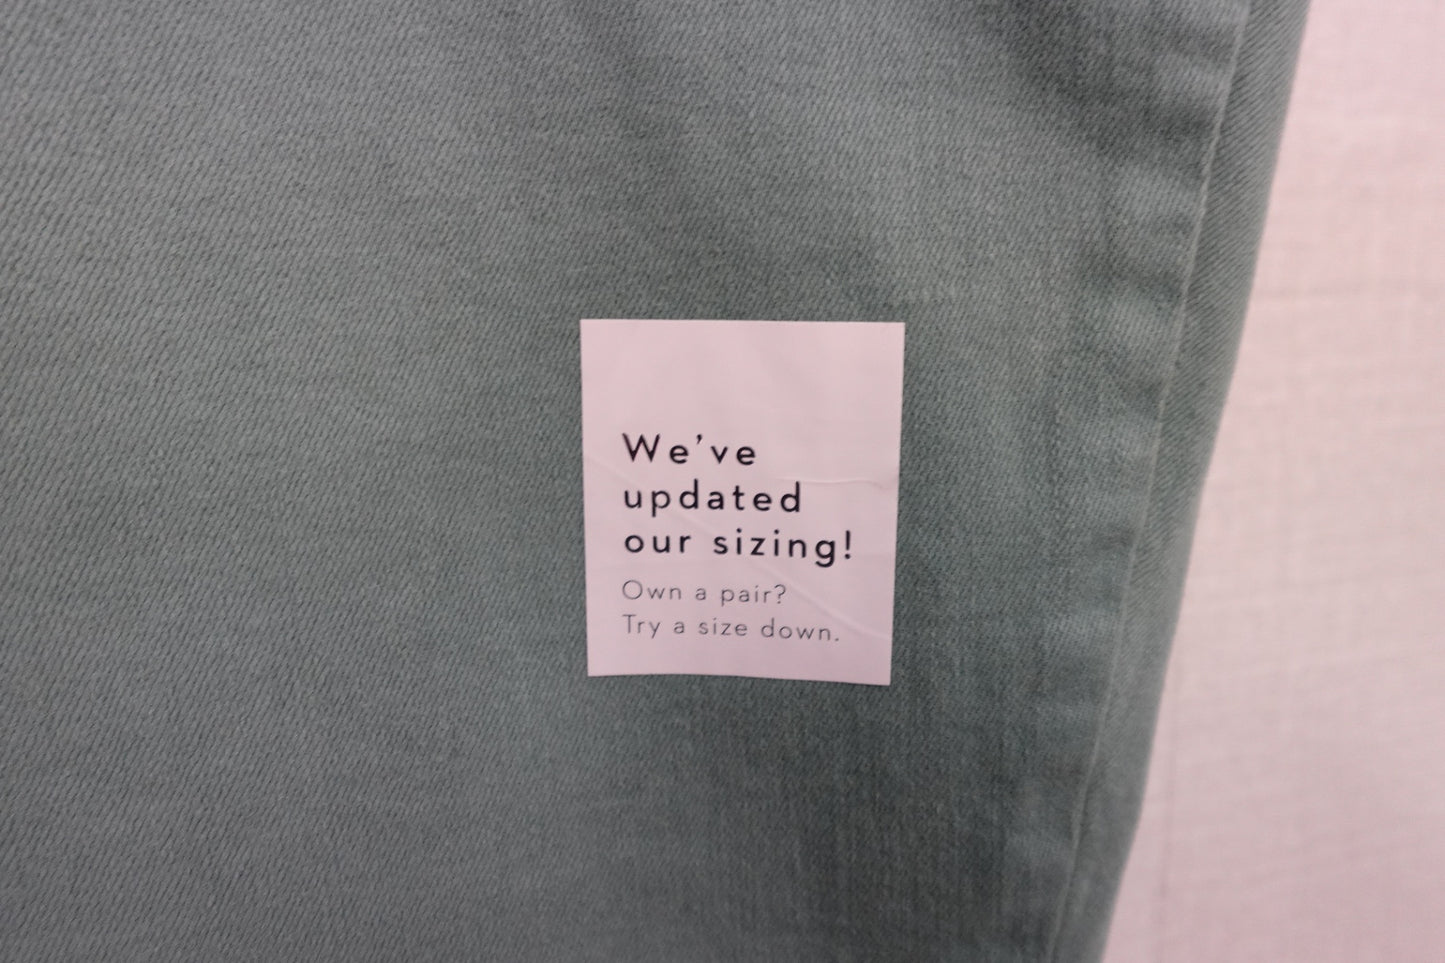 We've
updated
our sizing!
Own a pair?
Try a size down.